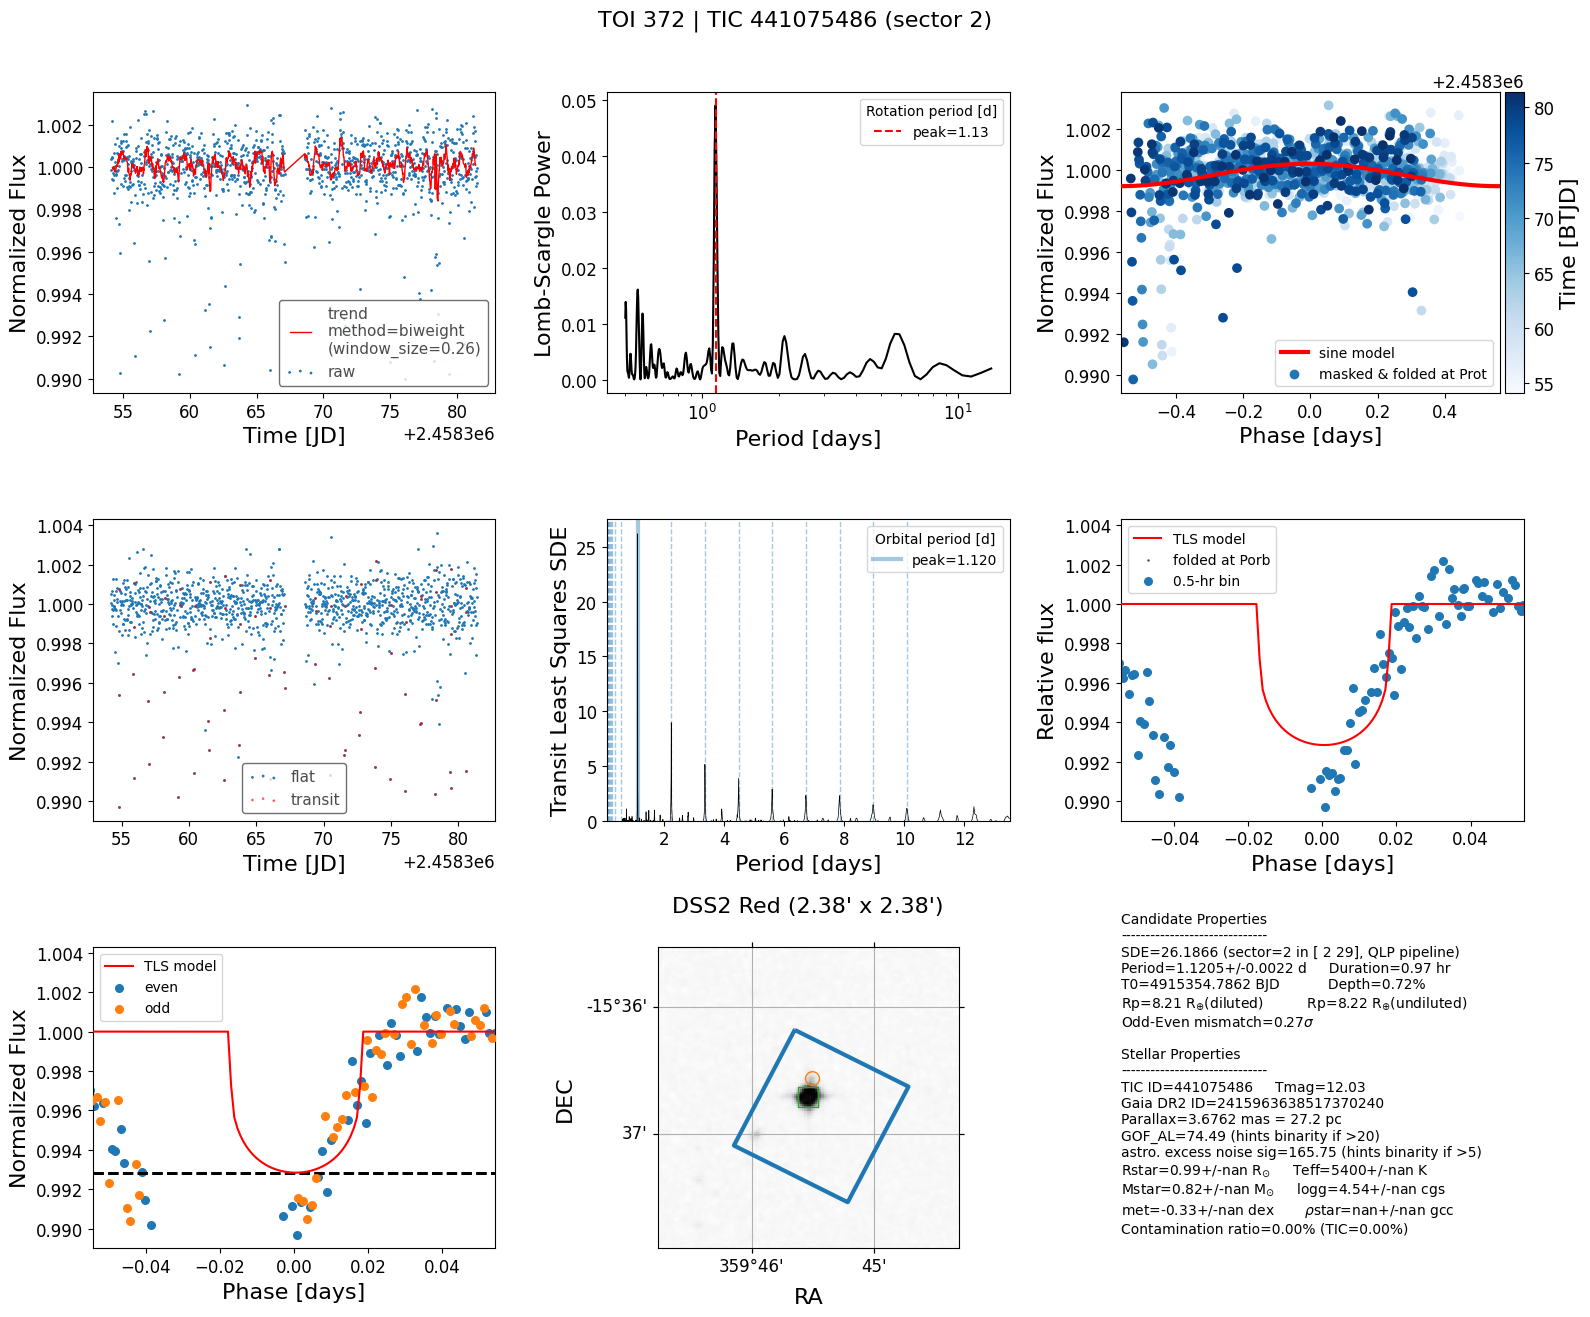 TOI 372 | TIC 441075486 (sector 2)
Normalized Flux
1.002
1.000
0.998
0.996
0.994
0.992
0.990
trend
method=biweight
(window_size=0.26)
raw
55 60 65 70 75 80
Time [JD]
+2.4583e6
Lomb-Scargle Power
0.05
0.04
0.03
0.02
0.01
0.00
Rotation period [d]
peak=1.13
10⁰ 10¹
Period [days]
+2.4583e6
Normalized Flux
1.002
1.000
0.998
0.996
0.994
0.992
0.990
sine model
masked & folded at Prot
−0.4 −0.2 0.0 0.2 0.4
Phase [days]
80
75
70
65
60
55
Time [BTJD]
Normalized Flux
1.004
1.002
1.000
0.998
0.996
0.994
0.992
0.990
flat
transit
55 60 65 70 75 80
Time [JD]
+2.4583e6
Transit Least Squares SDE
25
20
15
10
5
0
Orbital period [d]
peak=1.120
2 4 6 8 10 12
Period [days]
Relative flux
1.004
1.002
1.000
0.998
0.996
0.994
0.992
0.990
TLS model
folded at Porb
0.5-hr bin
−0.04 −0.02 0.00 0.02 0.04
Phase [days]
Normalized Flux
1.004
1.002
1.000
0.998
0.996
0.994
0.992
0.990
TLS model
even
odd
−0.04 −0.02 0.00 0.02 0.04
Phase [days]
DSS2 Red (2.38' x 2.38')
DEC
-15°36'
37'
359°46' 45'
RA
Candidate Properties
------------------------------
SDE=26.1866 (sector=2 in [ 2 29], QLP pipeline)
Period=1.1205+/-0.0022 d Duration=0.97 hr
T0=4915354.7862 BJD Depth=0.72%
Rp=8.21 R⊕(diluted) Rp=8.22 R⊕(undiluted)
Odd-Even mismatch=0.27σ
Stellar Properties
------------------------------
TIC ID=441075486 Tmag=12.03
Gaia DR2 ID=2415963638517370240
Parallax=3.6762 mas = 27.2 pc
GOF_AL=74.49 (hints binarity if >20)
astro. excess noise sig=165.75 (hints binarity if >5)
Rstar=0.99+/-nan R☉ Teff=5400+/-nan K
Mstar=0.82+/-nan M☉ logg=4.54+/-nan cgs
met=-0.33+/-nan dex ρstar=nan+/-nan gcc
Contamination ratio=0.00% (TIC=0.00%)